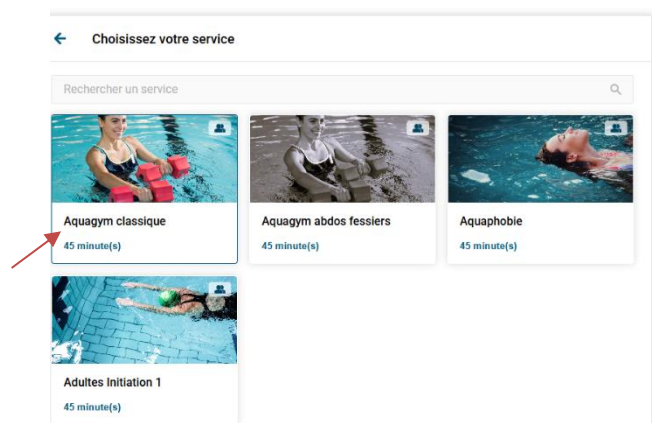 Choisissez votre service
Rechercher un service
Aquagym classique
45 minute(s)
Aquagym abdos fessiers
45 minute(s)
Aquaphobie
45 minute(s)
Adultes Initiation 1
45 minute(s)